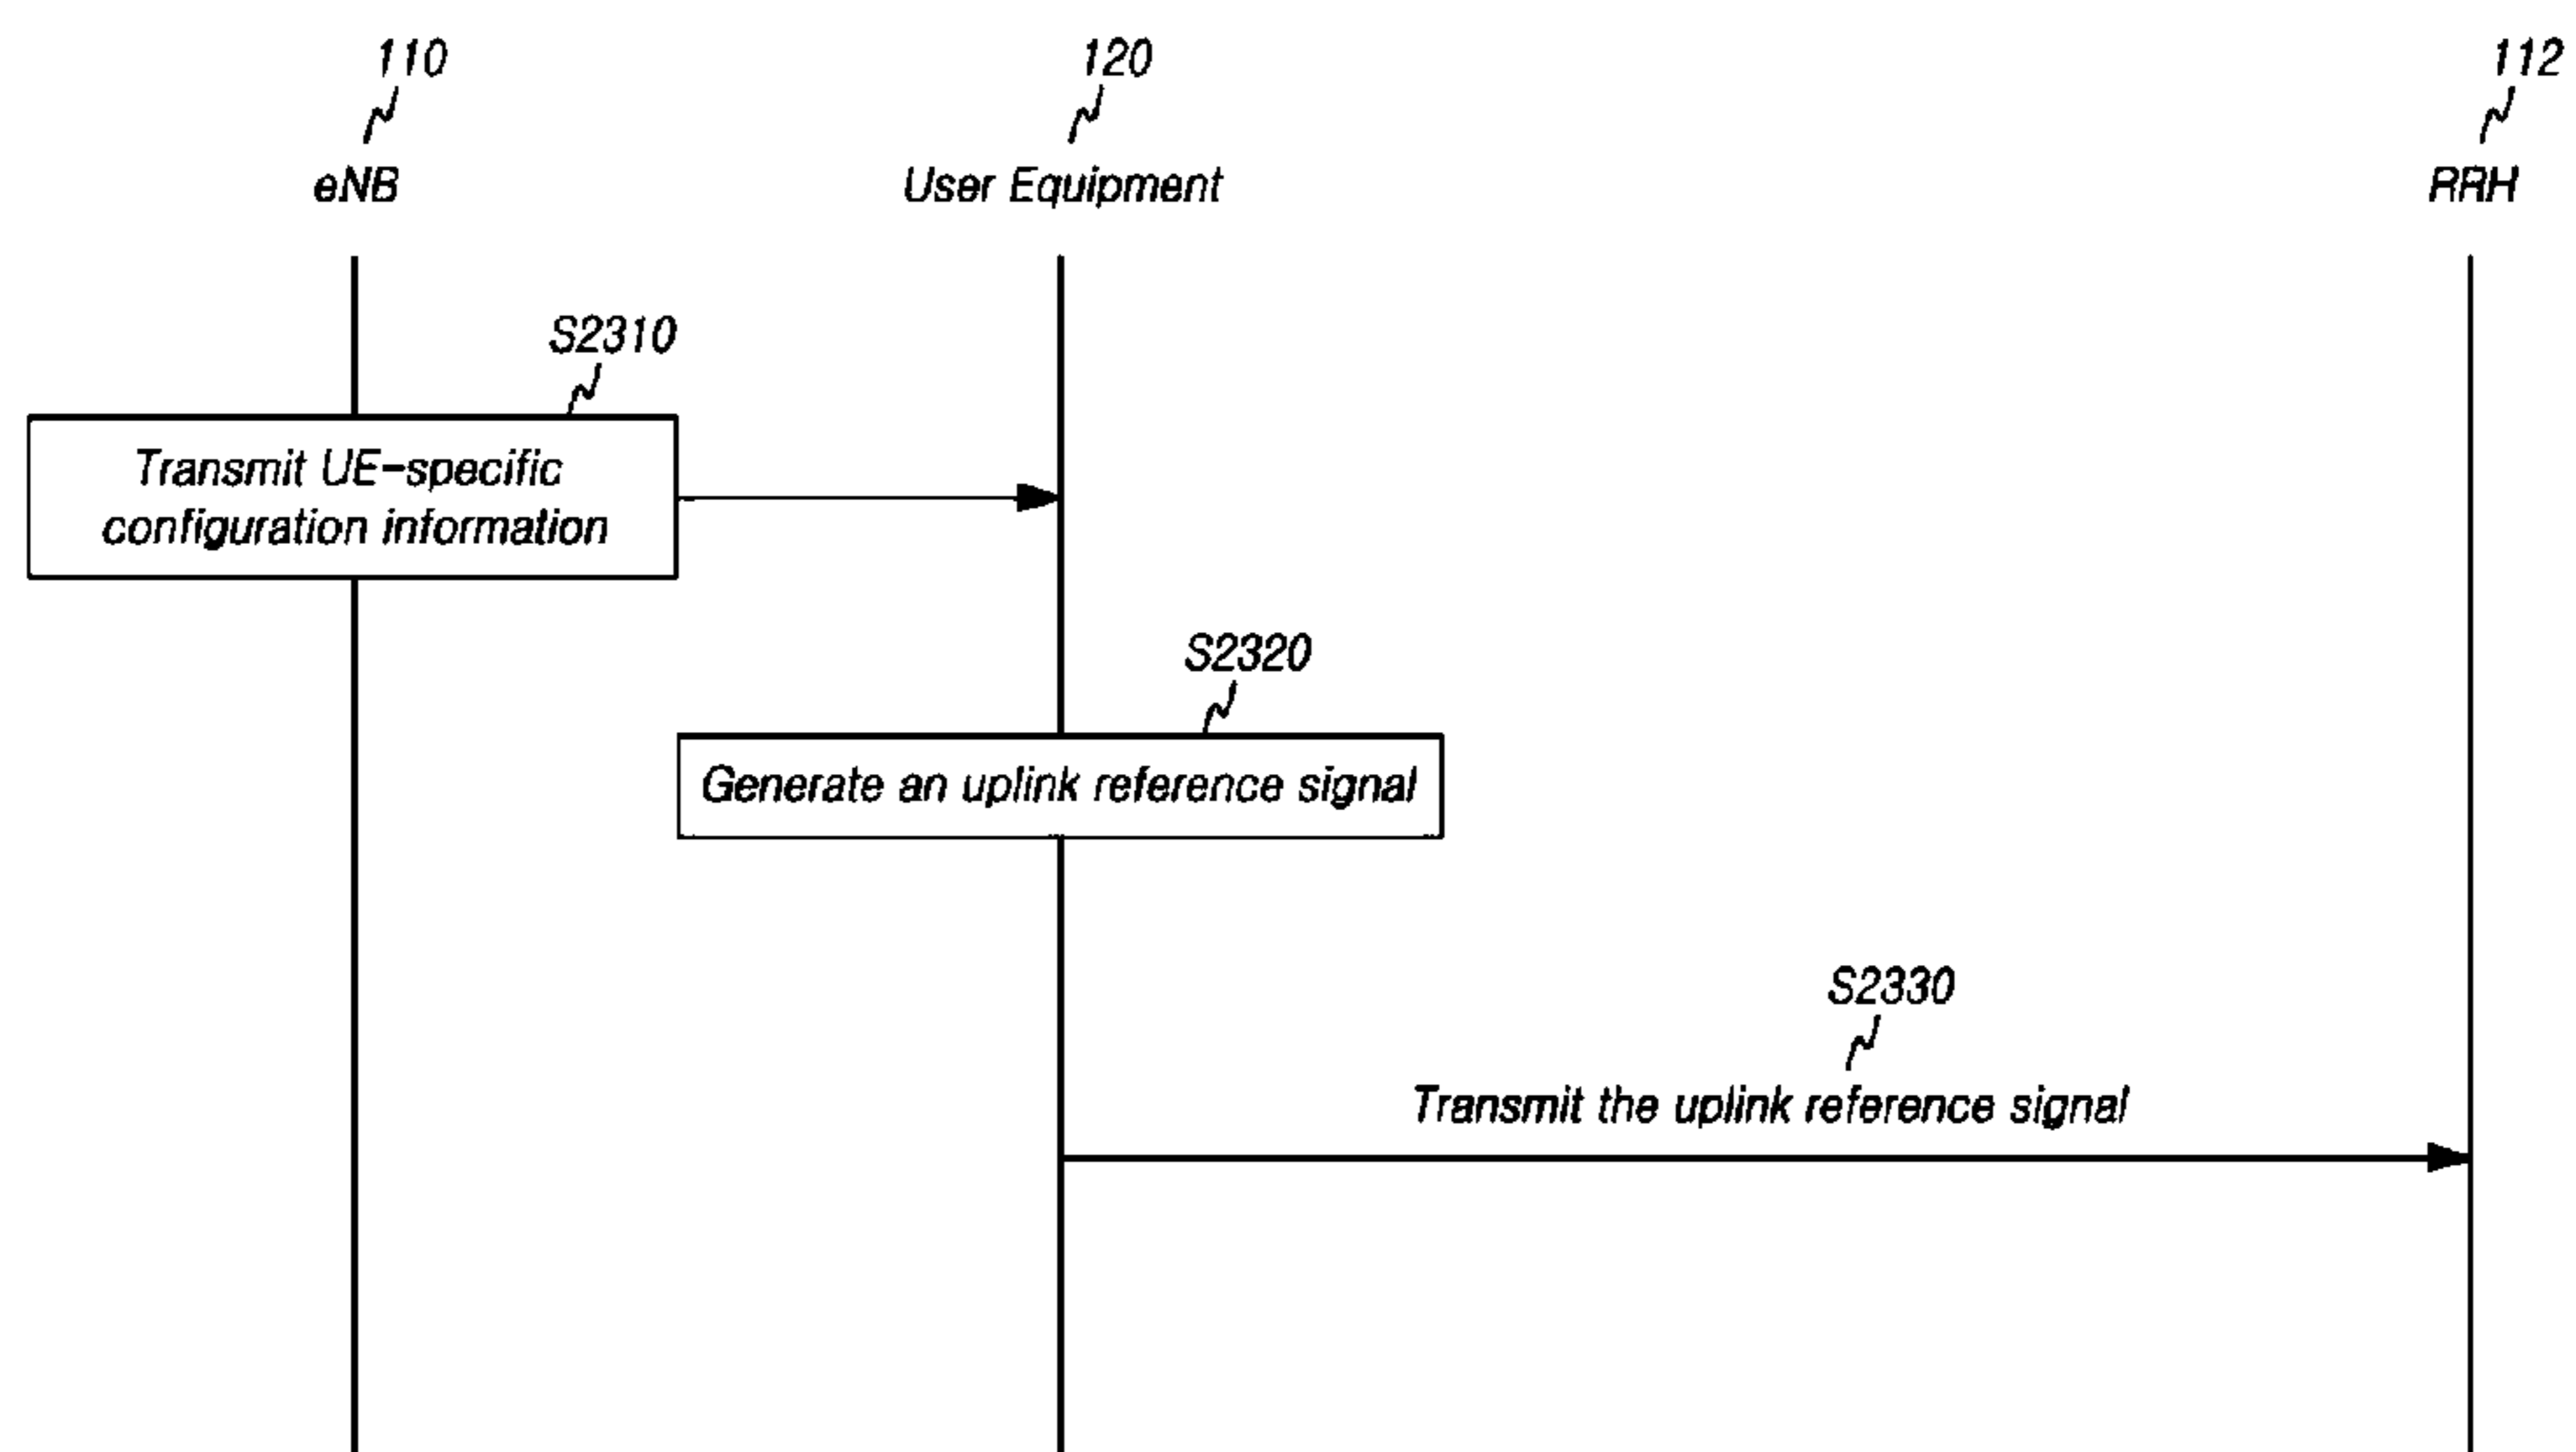 110
120
112
eNB
User Equipment
RRH
S2310
Transmit UE-specific
configuration information
S2320
Generate an uplink reference signal
S2330
Transmit the uplink reference signal